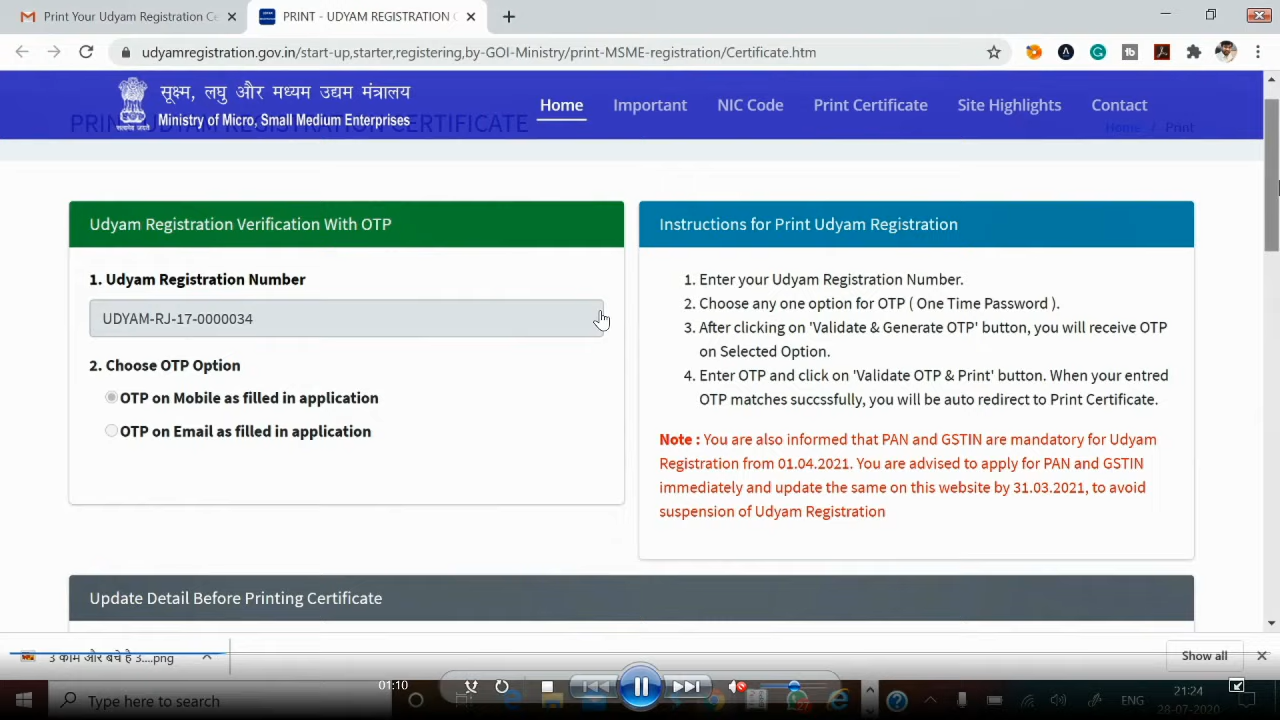 Print Your Udyam Registration Ce
PRINT - UDYAM REGISTRATION C
udyamregistration.gov.in/start-up,starter,registering,by-GOI-Ministry/print-MSME-registration/Certificate.htm
सूक्ष्म, लघु और मध्यम उद्यम मंत्रालय
Ministry of Micro, Small Medium Enterprises
Home Important NIC Code Print Certificate Site Highlights Contact
PRINT UDYAM REGISTRATION CERTIFICATE
Home / Print
Udyam Registration Verification With OTP
1. Udyam Registration Number
UDYAM-RJ-17-0000034
2. Choose OTP Option
OTP on Mobile as filled in application
OTP on Email as filled in application
Instructions for Print Udyam Registration
1. Enter your Udyam Registration Number.
2. Choose any one option for OTP ( One Time Password ).
3. After clicking on 'Validate & Generate OTP' button, you will receive OTP
on Selected Option.
4. Enter OTP and click on 'Validate OTP & Print' button. When your entred
OTP matches succssfully, you will be auto redirect to Print Certificate.
Note : You are also informed that PAN and GSTIN are mandatory for Udyam
Registration from 01.04.2021. You are advised to apply for PAN and GSTIN
immediately and update the same on this website by 31.03.2021, to avoid
suspension of Udyam Registration
Update Detail Before Printing Certificate
3 काम और बचे है 3....png
Show all
01:10
Type here to search
ENG
21:24
28-07-2020